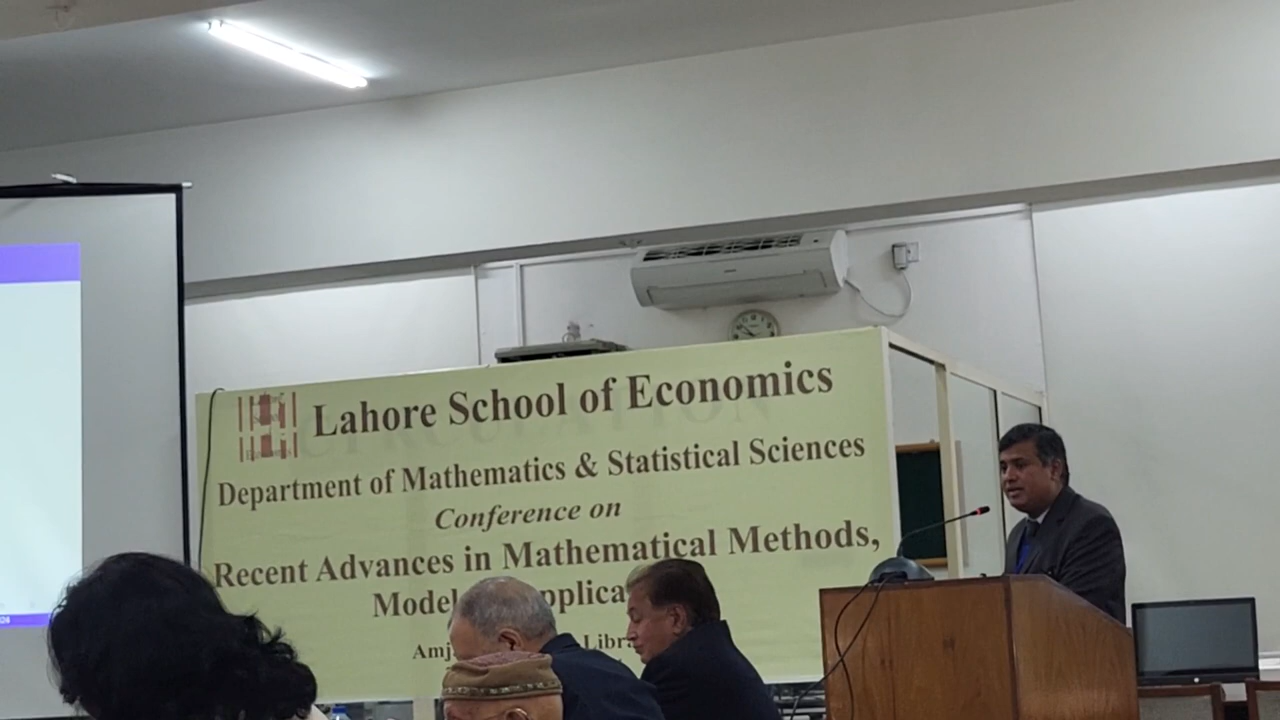 Lahore School of Economics
Department of Mathematics & Statistical Sciences
Conference on
Recent Advances in Mathematical Methods,